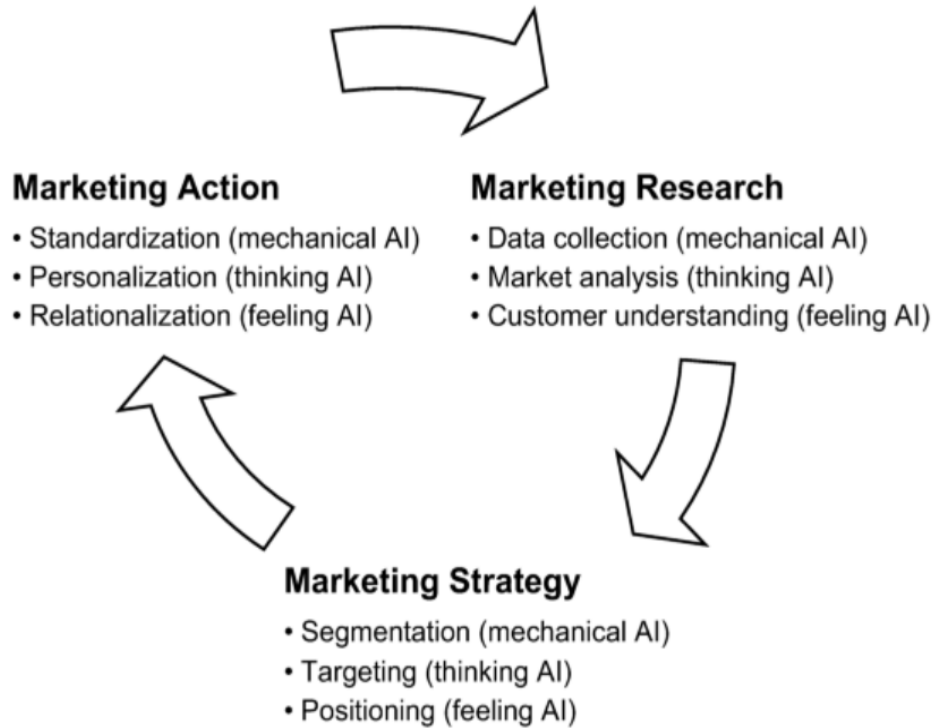 Marketing Action
• Standardization (mechanical AI)
• Personalization (thinking AI)
• Relationalization (feeling AI)
Marketing Research
• Data collection (mechanical AI)
• Market analysis (thinking AI)
• Customer understanding (feeling AI)
Marketing Strategy
• Segmentation (mechanical AI)
• Targeting (thinking AI)
• Positioning (feeling AI)